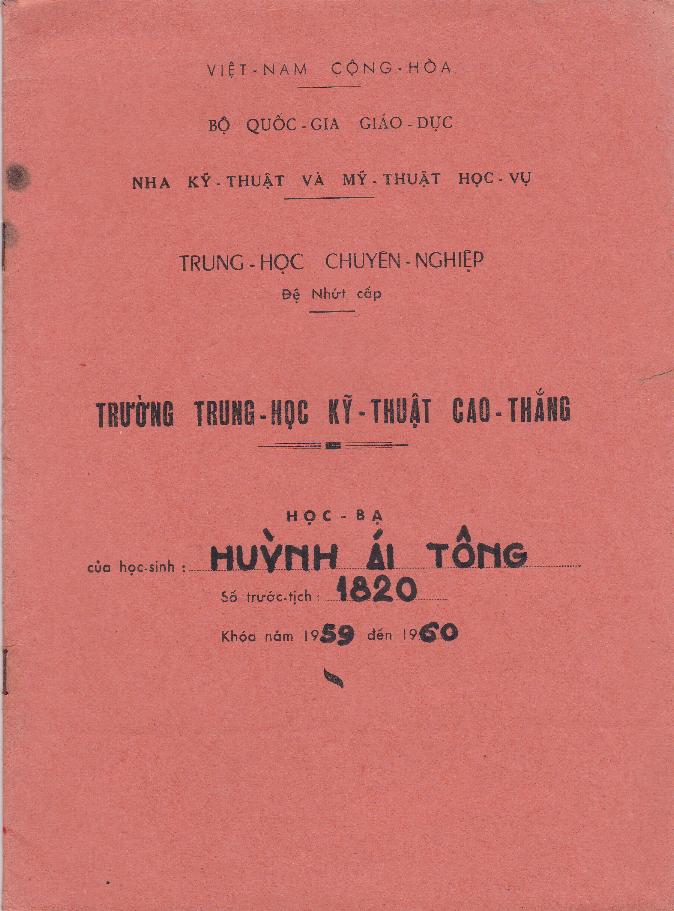 VIỆT-NAM CỘNG-HÒA
BỘ QUỐC-GIA GIÁO-DỤC
NHA KỸ-THUẬT VÀ MỸ-THUẬT HỌC-VỤ
TRUNG-HỌC CHUYÊN-NGHIỆP
Đệ Nhứt cấp
TRƯỜNG TRUNG-HỌC KỸ-THUẬT CAO-THẮNG
HỌC-BẠ
của học-sinh : HUỲNH ÁI TÔNG
Số trước-tịch : 1820
Khóa năm 1959 đến 1960